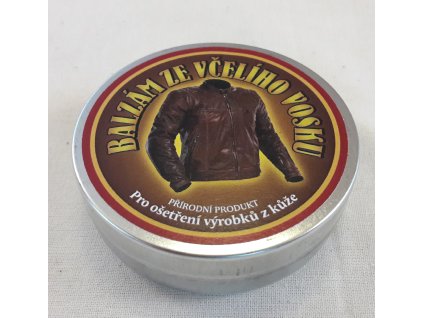 BALZÁM ZE VČELÍHO VOSKU
PŘÍRODNÍ PRODUKT
Pro ošetření výrobků z kůže